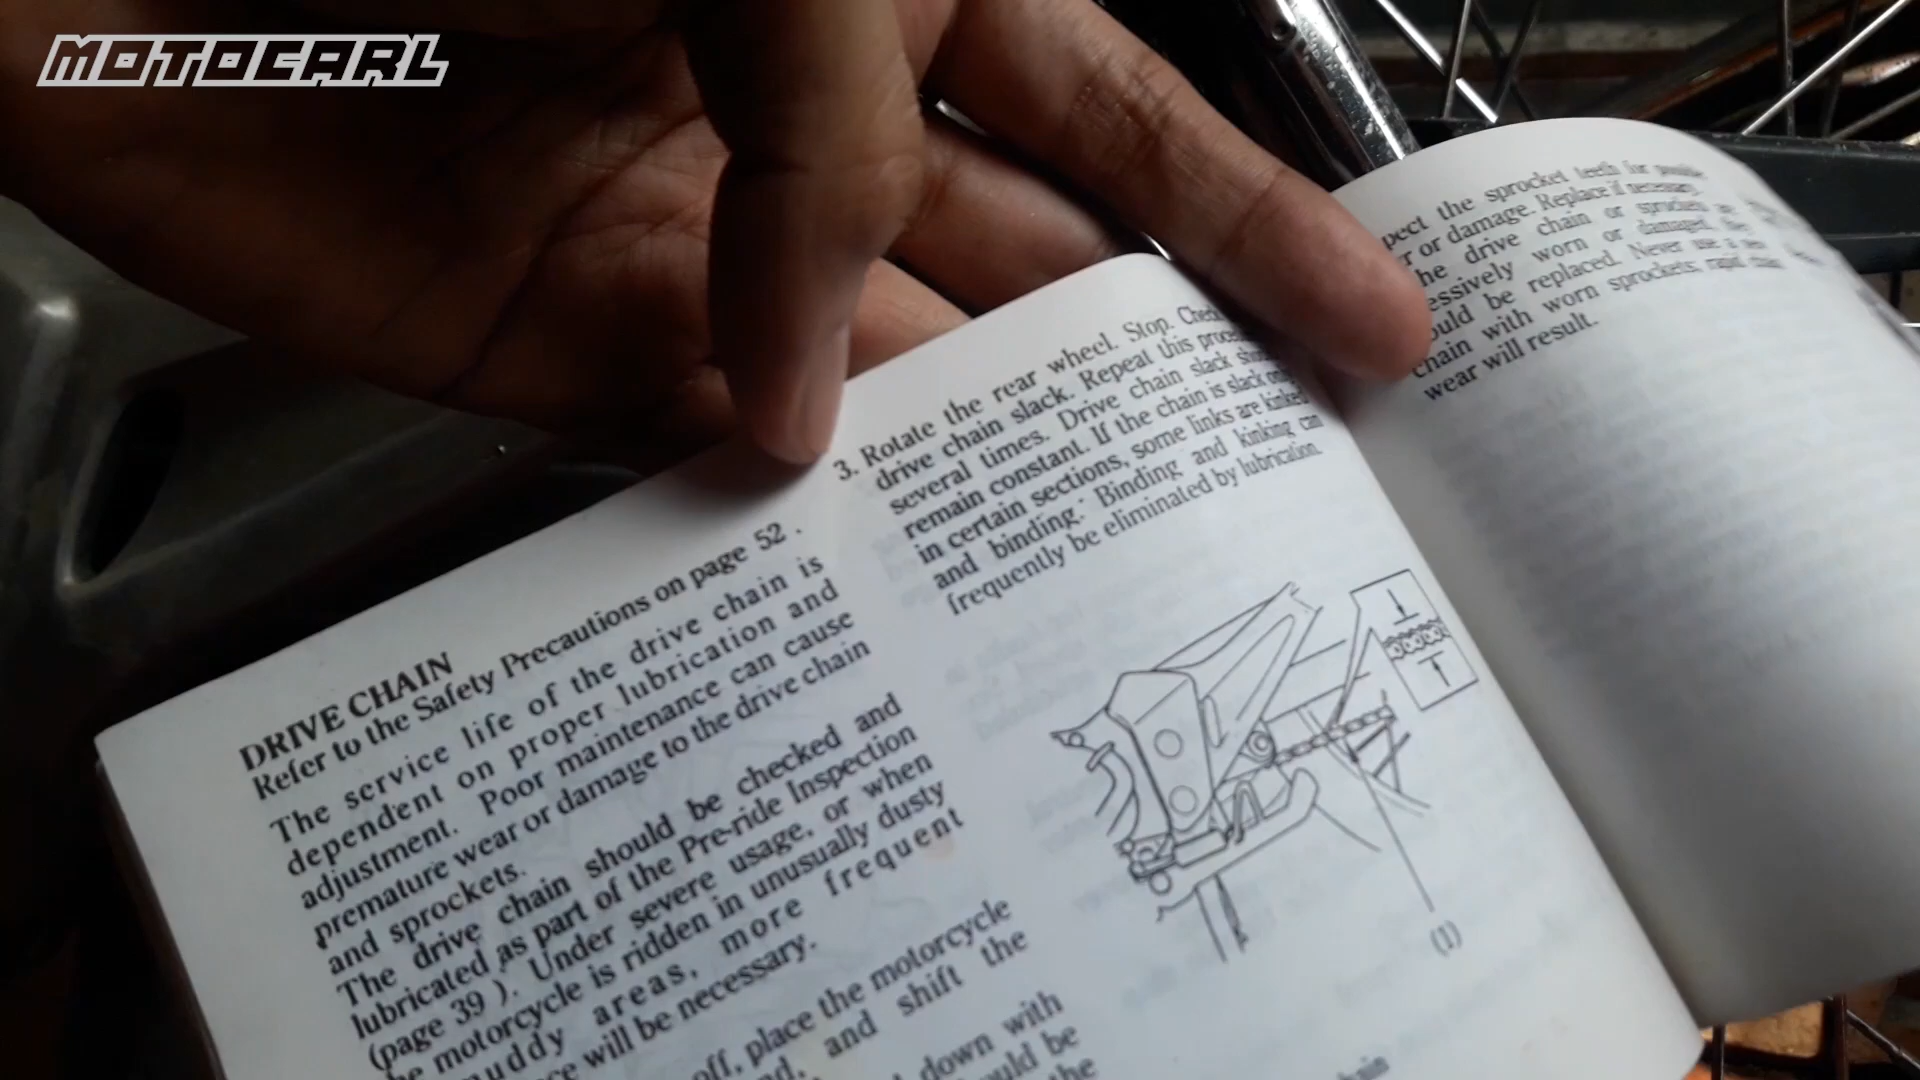 MOTOCARL
DRIVE CHAIN
Refer to the Safety Precautions on page 52 .
The service life of the drive chain is
dependent on proper lubrication and
adjustment. Poor maintenance can cause
premature wear or damage to the drive chain
and sprockets.
The drive chain should be checked and
lubricated as part of the Pre-ride Inspection
(page 39 ). Under severe usage, or when
motorcycle is ridden in unusually dusty
areas, more frequent
will be necessary.
off, place the motorcycle
and shift the
down with
be
the
3. Rotate the rear wheel. Stop. Check
drive chain slack. Repeat this
several times. Drive chain slack
remain constant. If the chain is slack
in certain sections, some links are kinked
and binding. Binding and kinking can
frequently be eliminated by lubrication.
(1)
the sprocket teeth for possible
or damage. Replace if necessary.
drive chain or sprockets are
worn or damaged, they
be replaced. Never use a new
chain with worn sprockets; rapid chain
wear will result.